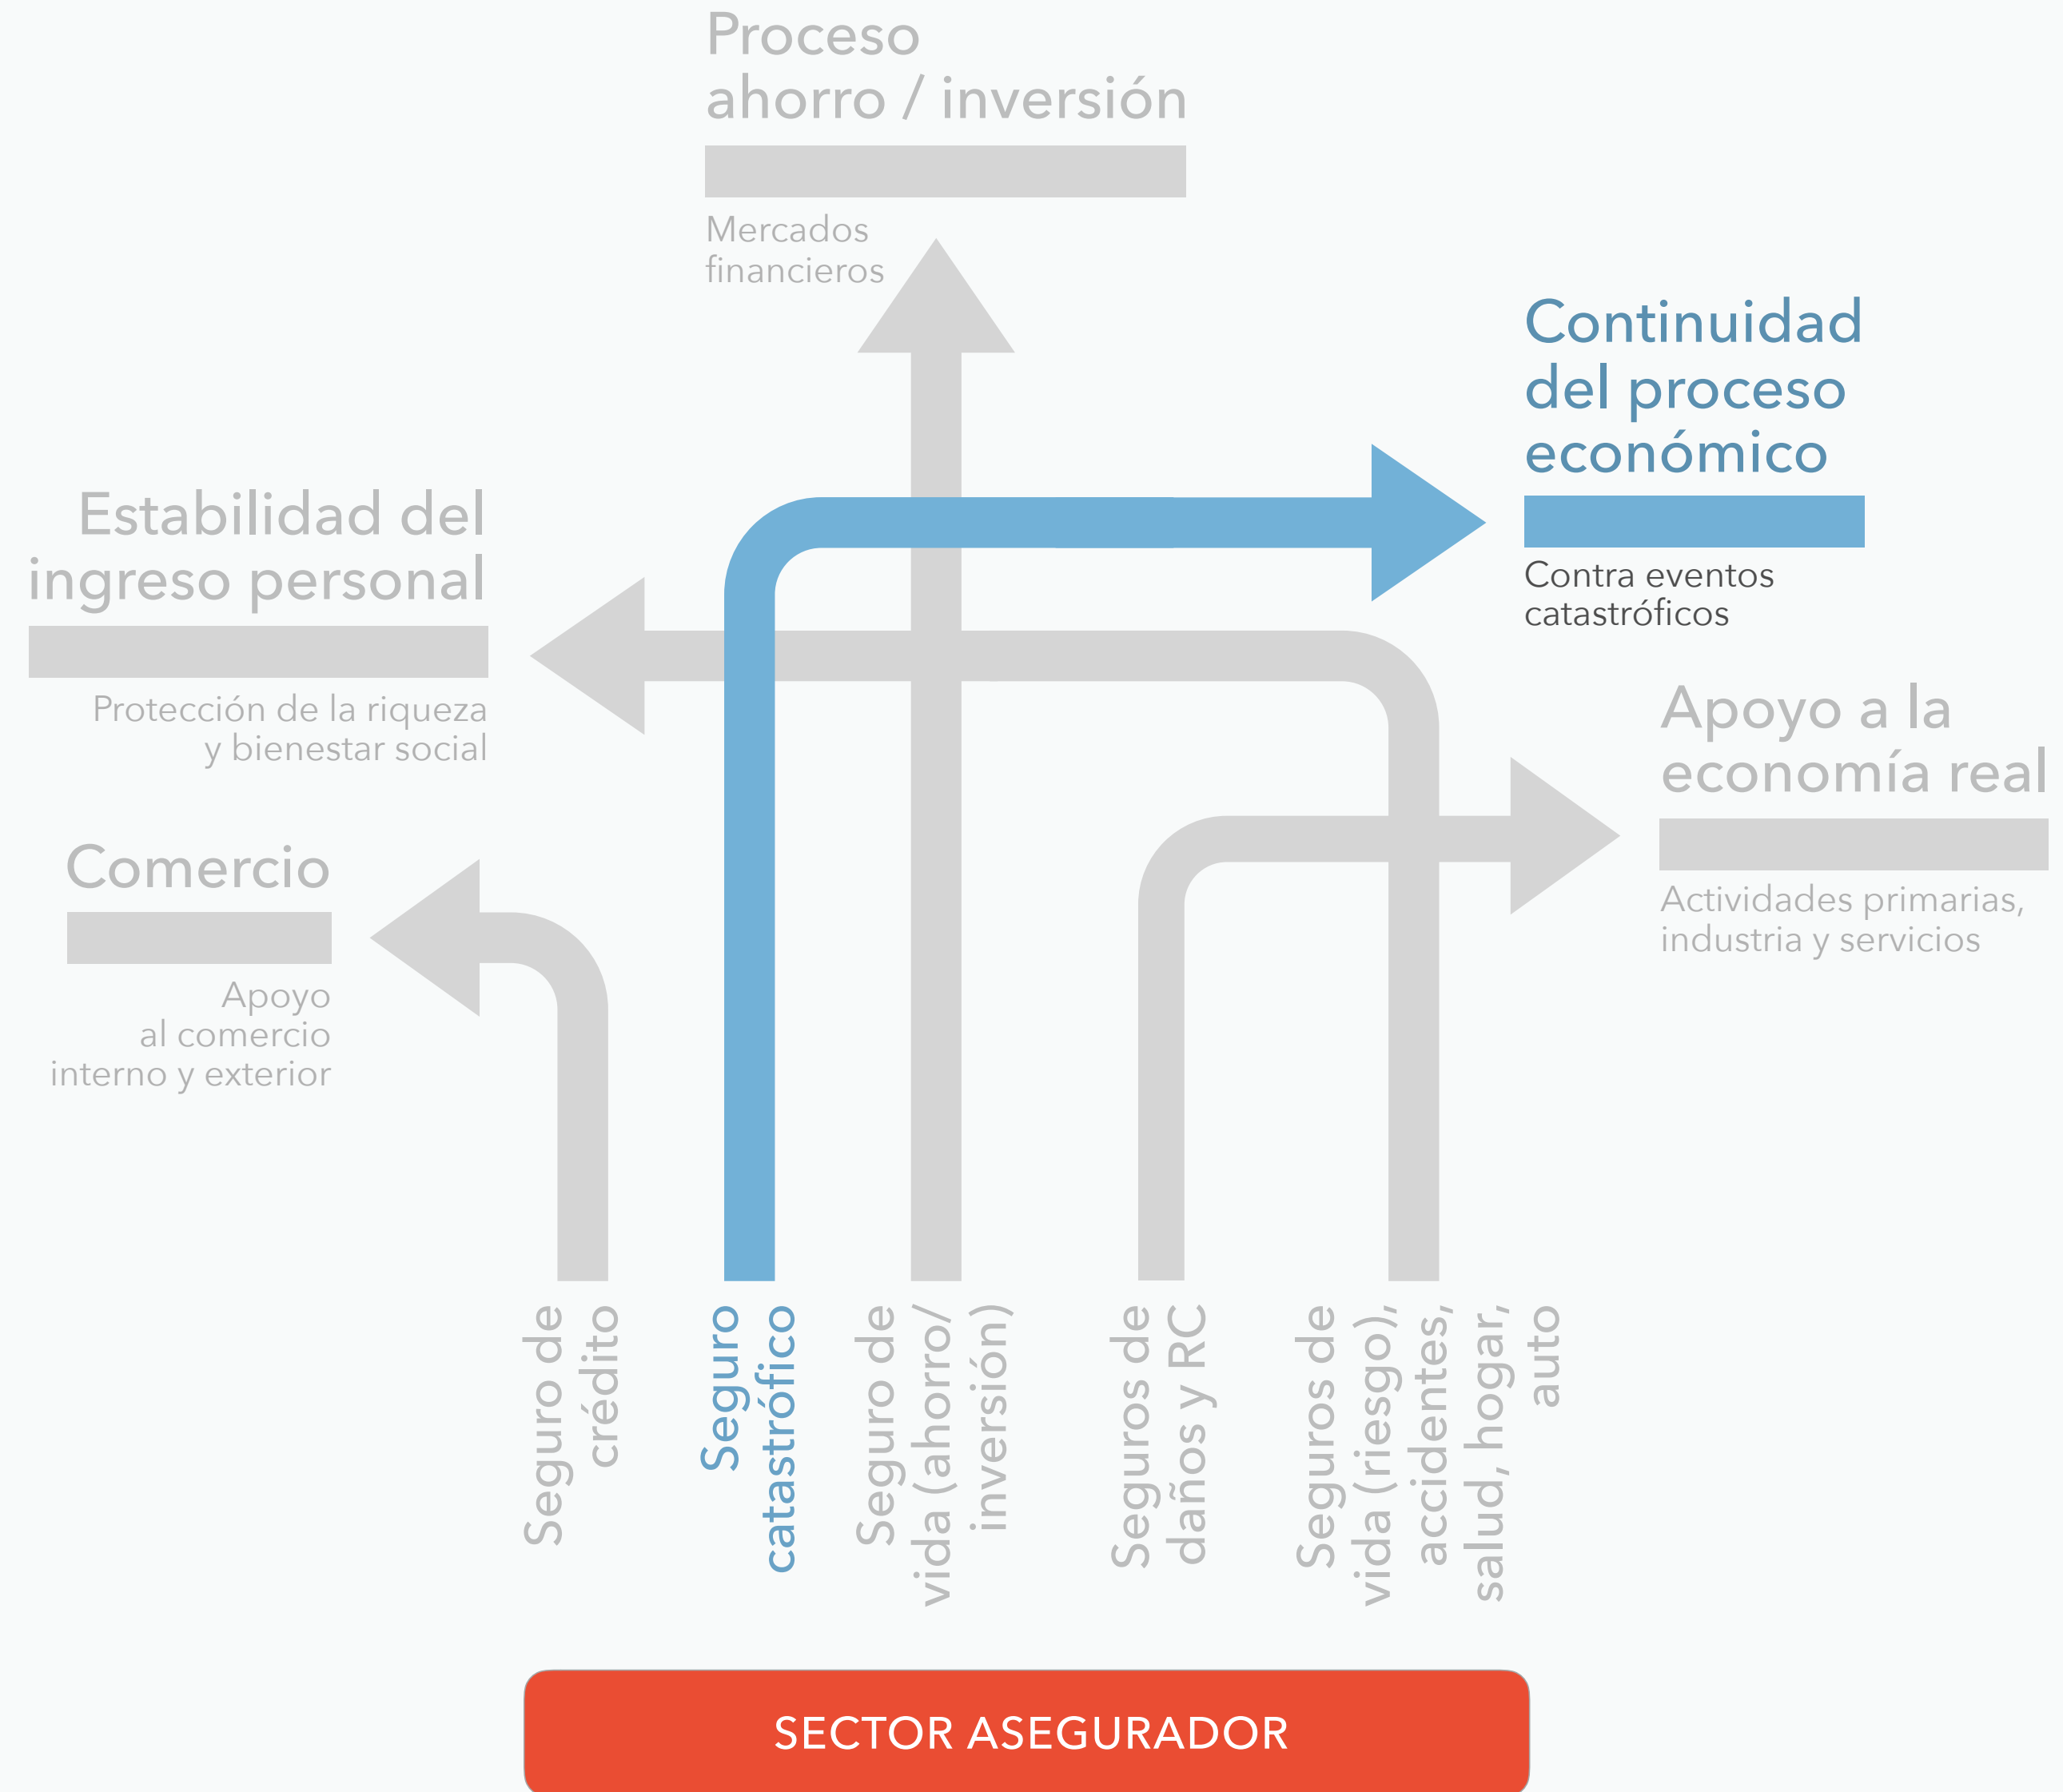 Proceso
ahorro / inversión
Mercados
financieros
Continuidad
del proceso
económico
Contra eventos
catastróficos
Estabilidad del
ingreso personal
Protección de la riqueza
y bienestar social
Apoyo a la
economía real
Actividades primarias,
industria y servicios
Comercio
Apoyo
al comercio
interno y exterior
Seguro de
crédito
Seguro
catastrófico
Seguro de
vida (ahorro/
inversión)
Seguros de
daños y RC
Seguros de
vida (riesgo),
accidentes,
salud, hogar,
auto
SECTOR ASEGURADOR